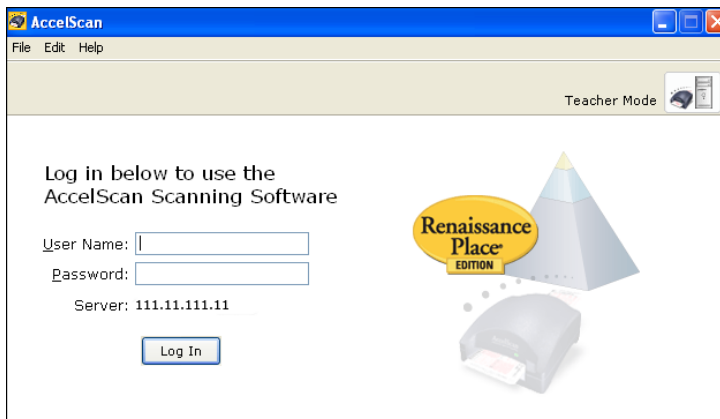 AccelScan
File Edit Help
Teacher Mode
Log in below to use the
AccelScan Scanning Software
User Name:
Password:
Server: 111.11.111.11
Log In
Renaissance
Place®
EDITION